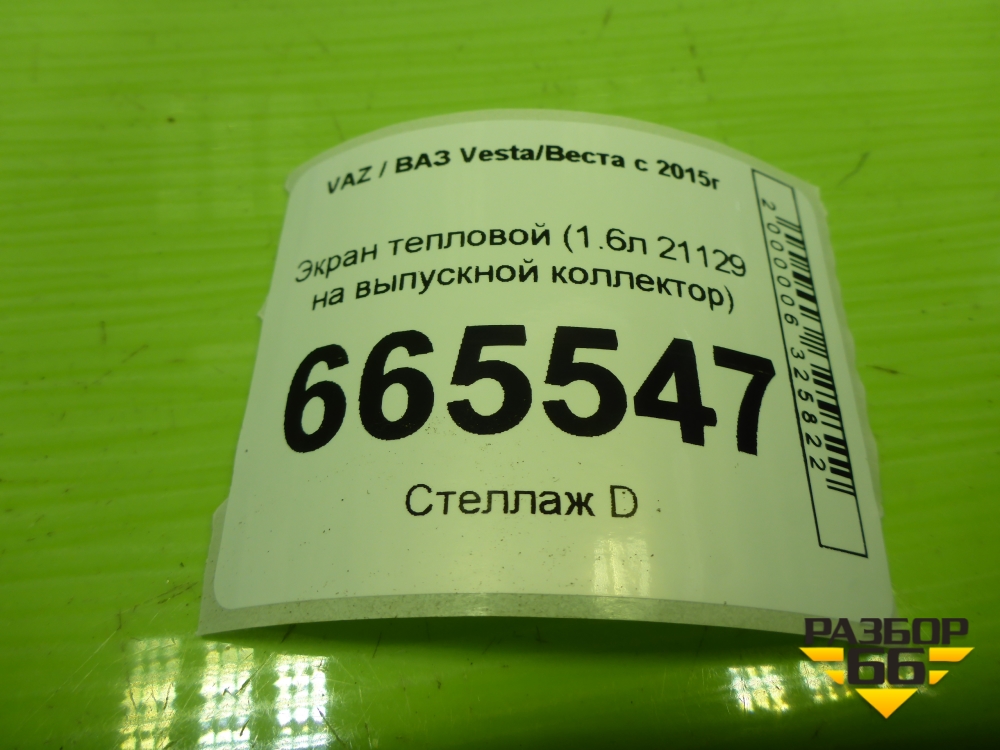 VAZ / ВАЗ Vesta/Веста с 2015г
Экран тепловой (1.6л 21129
на выпускной коллектор)
665547
Стеллаж D
2000006325822
РАЗБОР
66